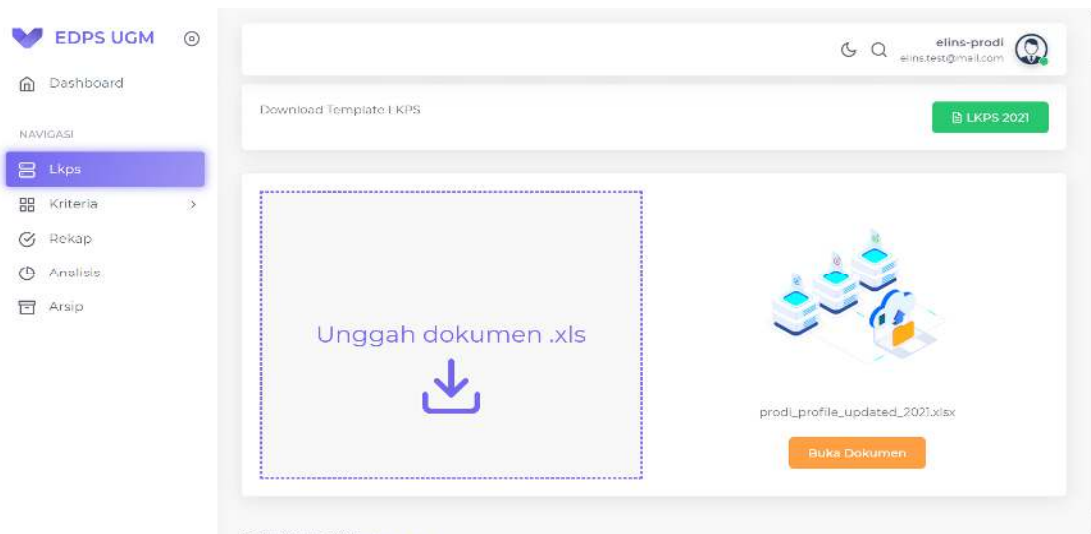 EDPS UGM
Dashboard
NAVIGASI
Lkps
Kriteria
Rekap
Analisis
Arsip
elins-prodi
elins.test@mail.com
Download Template LKPS
LKPS 2021
Unggah dokumen .xls
prodi_profile_updated_2021.xlsx
Buka Dokumen